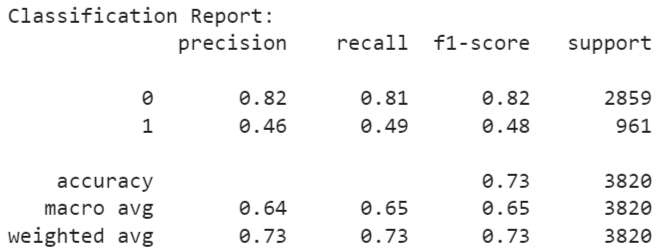 Classification Report:
precision recall f1-score support
0 0.82 0.81 0.82 2859
1 0.46 0.49 0.48 961
accuracy 0.73 3820
macro avg 0.64 0.65 0.65 3820
weighted avg 0.73 0.73 0.73 3820